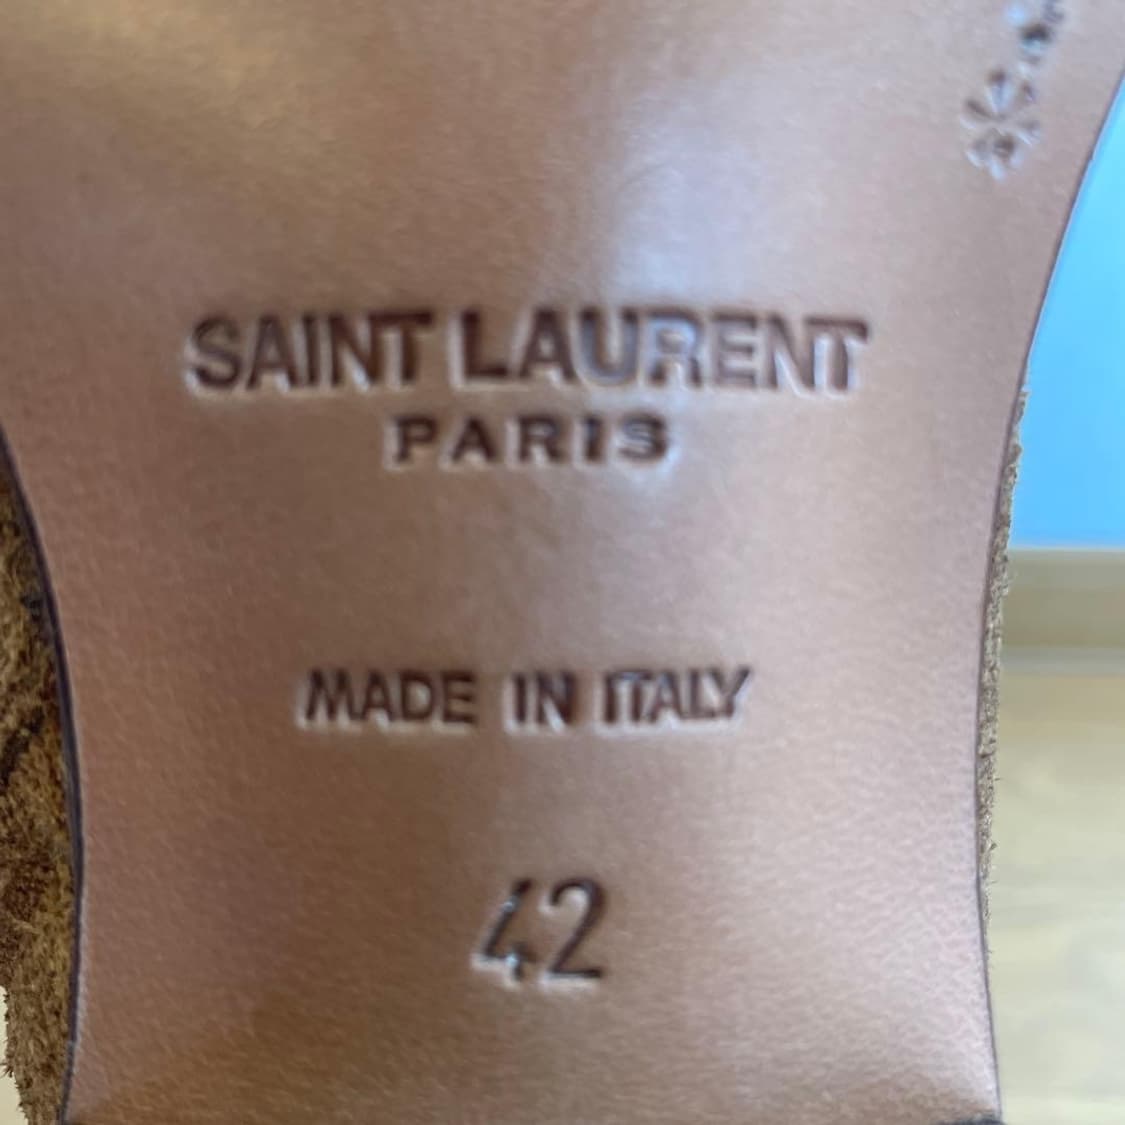 SAINT LAURENT
PARIS
MADE IN ITALY
42